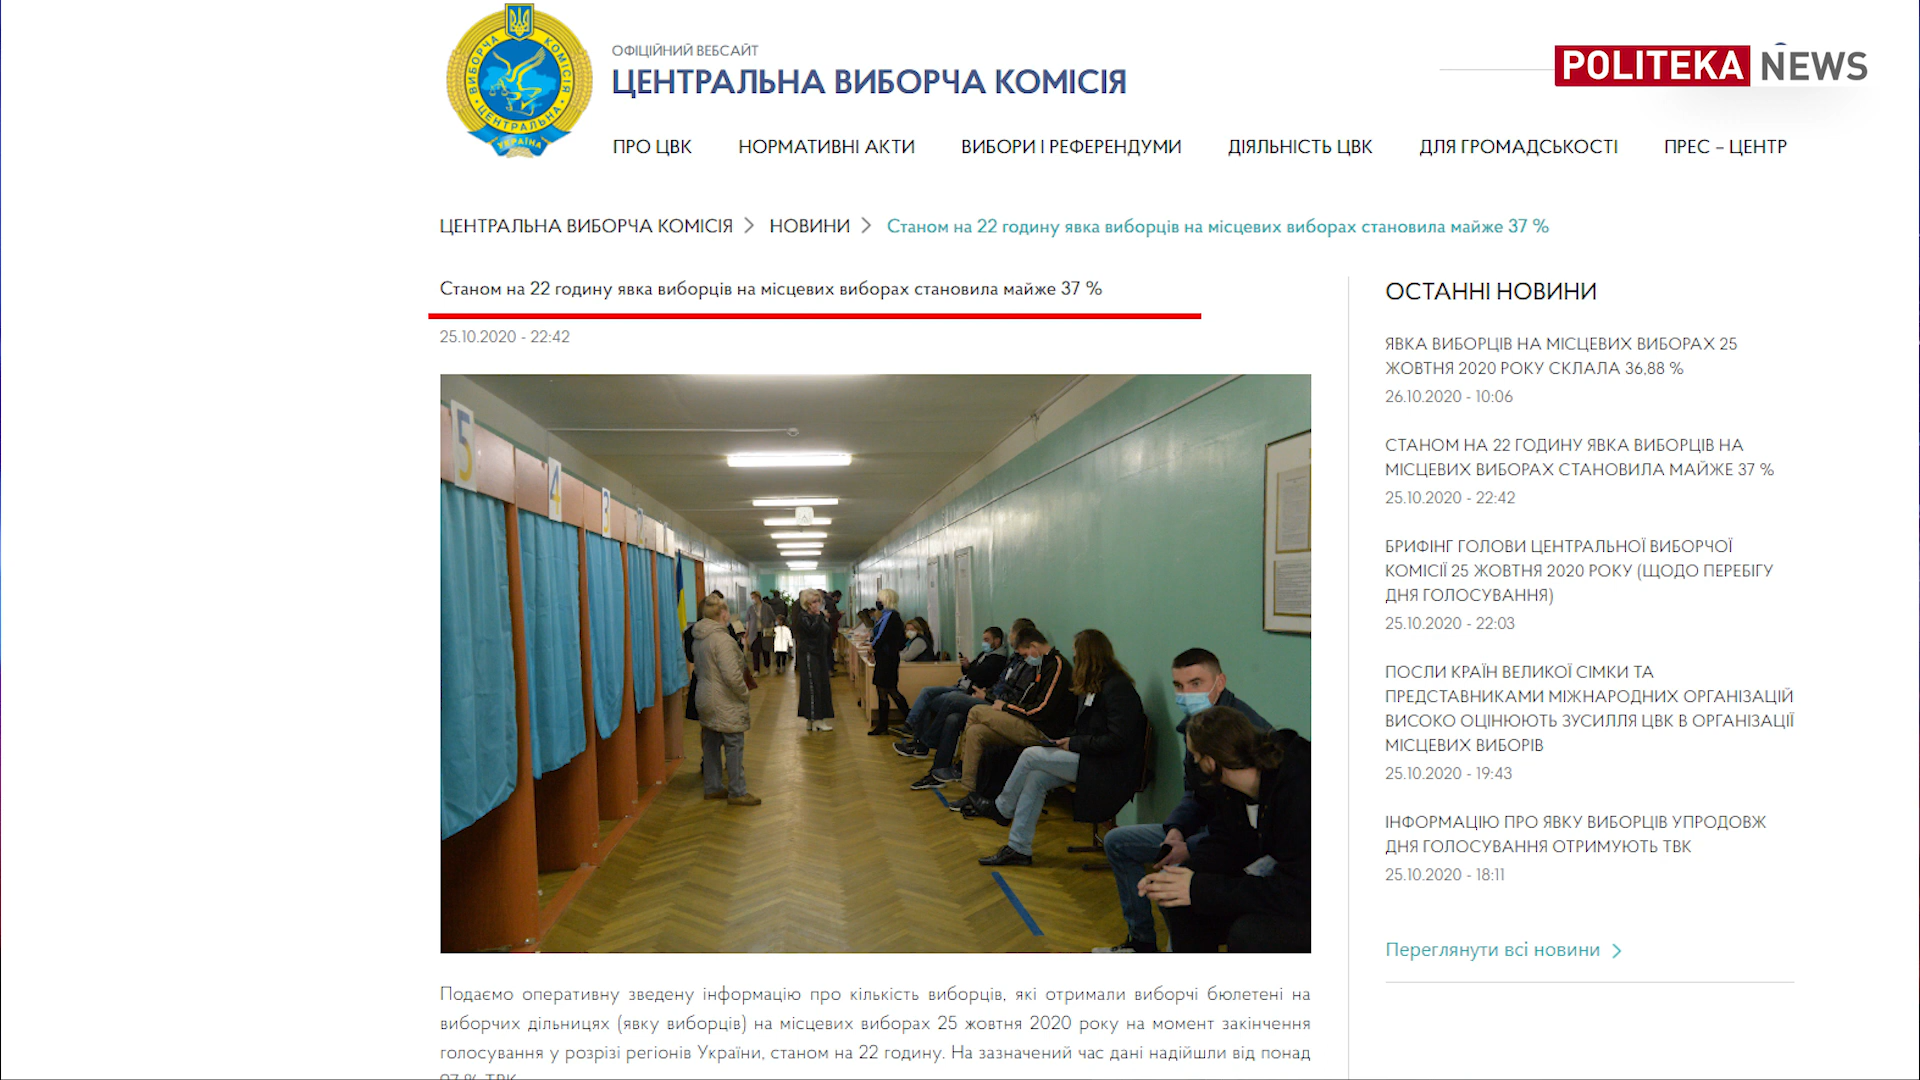 ВИБОРЧА КОМІСІЯ
ЦЕНТРАЛЬНА
УКРАЇНА
ОФІЦІЙНИЙ ВЕБСАЙТ
ЦЕНТРАЛЬНА ВИБОРЧА КОМІСІЯ
POLITEKA NEWS
ПРО ЦВК НОРМАТИВНІ АКТИ ВИБОРИ І РЕФЕРЕНДУМИ ДІЯЛЬНІСТЬ ЦВК ДЛЯ ГРОМАДСЬКОСТІ ПРЕС – ЦЕНТР
ЦЕНТРАЛЬНА ВИБОРЧА КОМІСІЯ > НОВИНИ > Станом на 22 годину явка виборців на місцевих виборах становила майже 37 %
Станом на 22 годину явка виборців на місцевих виборах становила майже 37 %
25.10.2020 - 22:42
5
4
3
2
Подаємо оперативну зведену інформацію про кількість виборців, які отримали виборчі бюлетені на
виборчих дільницях (явку виборців) на місцевих виборах 25 жовтня 2020 року на момент закінчення
голосування у розрізі регіонів України, станом на 22 годину. На зазначений час дані надійшли від понад
ОСТАННІ НОВИНИ
ЯВКА ВИБОРЦІВ НА МІСЦЕВИХ ВИБОРАХ 25
ЖОВТНЯ 2020 РОКУ СКЛАЛА 36,88 %
26.10.2020 - 10:06
СТАНОМ НА 22 ГОДИНУ ЯВКА ВИБОРЦІВ НА
МІСЦЕВИХ ВИБОРАХ СТАНОВИЛА МАЙЖЕ 37 %
25.10.2020 - 22:42
БРИФІНГ ГОЛОВИ ЦЕНТРАЛЬНОЇ ВИБОРЧОЇ
КОМІСІЇ 25 ЖОВТНЯ 2020 РОКУ (ЩОДО ПЕРЕБІГУ
ДНЯ ГОЛОСУВАННЯ)
25.10.2020 - 22:03
ПОСЛИ КРАЇН ВЕЛИКОЇ СІМКИ ТА
ПРЕДСТАВНИКАМИ МІЖНАРОДНИХ ОРГАНІЗАЦІЙ
ВИСОКО ОЦІНЮЮТЬ ЗУСИЛЛЯ ЦВК В ОРГАНІЗАЦІЇ
МІСЦЕВИХ ВИБОРІВ
25.10.2020 - 19:43
ІНФОРМАЦІЮ ПРО ЯВКУ ВИБОРЦІВ УПРОДОВЖ
ДНЯ ГОЛОСУВАННЯ ОТРИМУЮТЬ ТВК
25.10.2020 - 18:11
Переглянути всі новини >